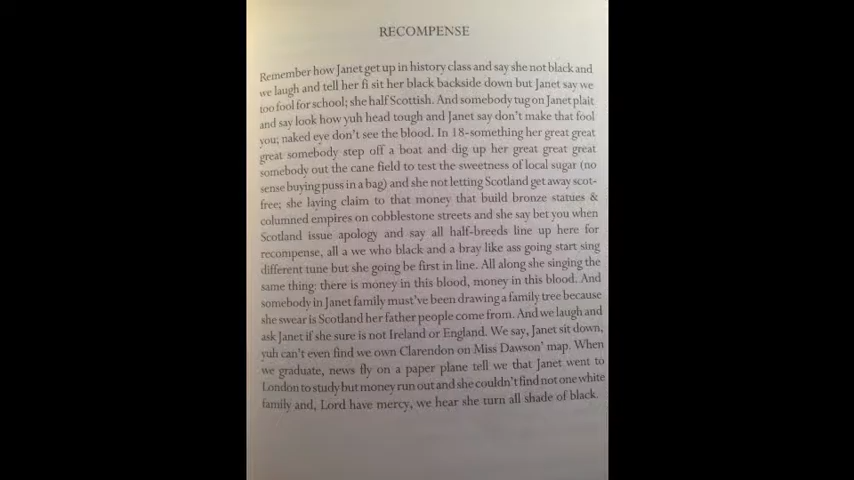 RECOMPENSE
Remember how Janet get up in history class and say she not black and
we laugh and tell her fi sit her black backside down but Janet say we
too fool for school; she half Scottish. And somebody tug on Janet plait
and say look how yuh head tough and Janet say don't make that fool
you; naked eye don't see the blood. In 18-something her great great
great somebody step off a boat and dig up her great great great
somebody out the cane field to test the sweetness of local sugar (no
sense buying puss in a bag) and she not letting Scotland get away scot-
free; she laying claim to that money that build bronze statues &
columned empires on cobblestone streets and she say bet you when
Scotland issue apology and say all half-breeds line up here for
recompense, all a we who black and a bray like ass going start sing
different tune but she going be first in line. All along she singing the
same thing: there is money in this blood, money in this blood. And
somebody in Janet family must've been drawing a family tree because
she swear is Scotland her father people come from. And we laugh and
ask Janet if she sure is not Ireland or England. We say, Janet sit down,
yuh can't even find we own Clarendon on Miss Dawson' map. When
we graduate, news fly on a paper plane tell we that Janet went to
London to study but money run out and she couldn't find not one white
family and, Lord have mercy, we hear she turn all shade of black.